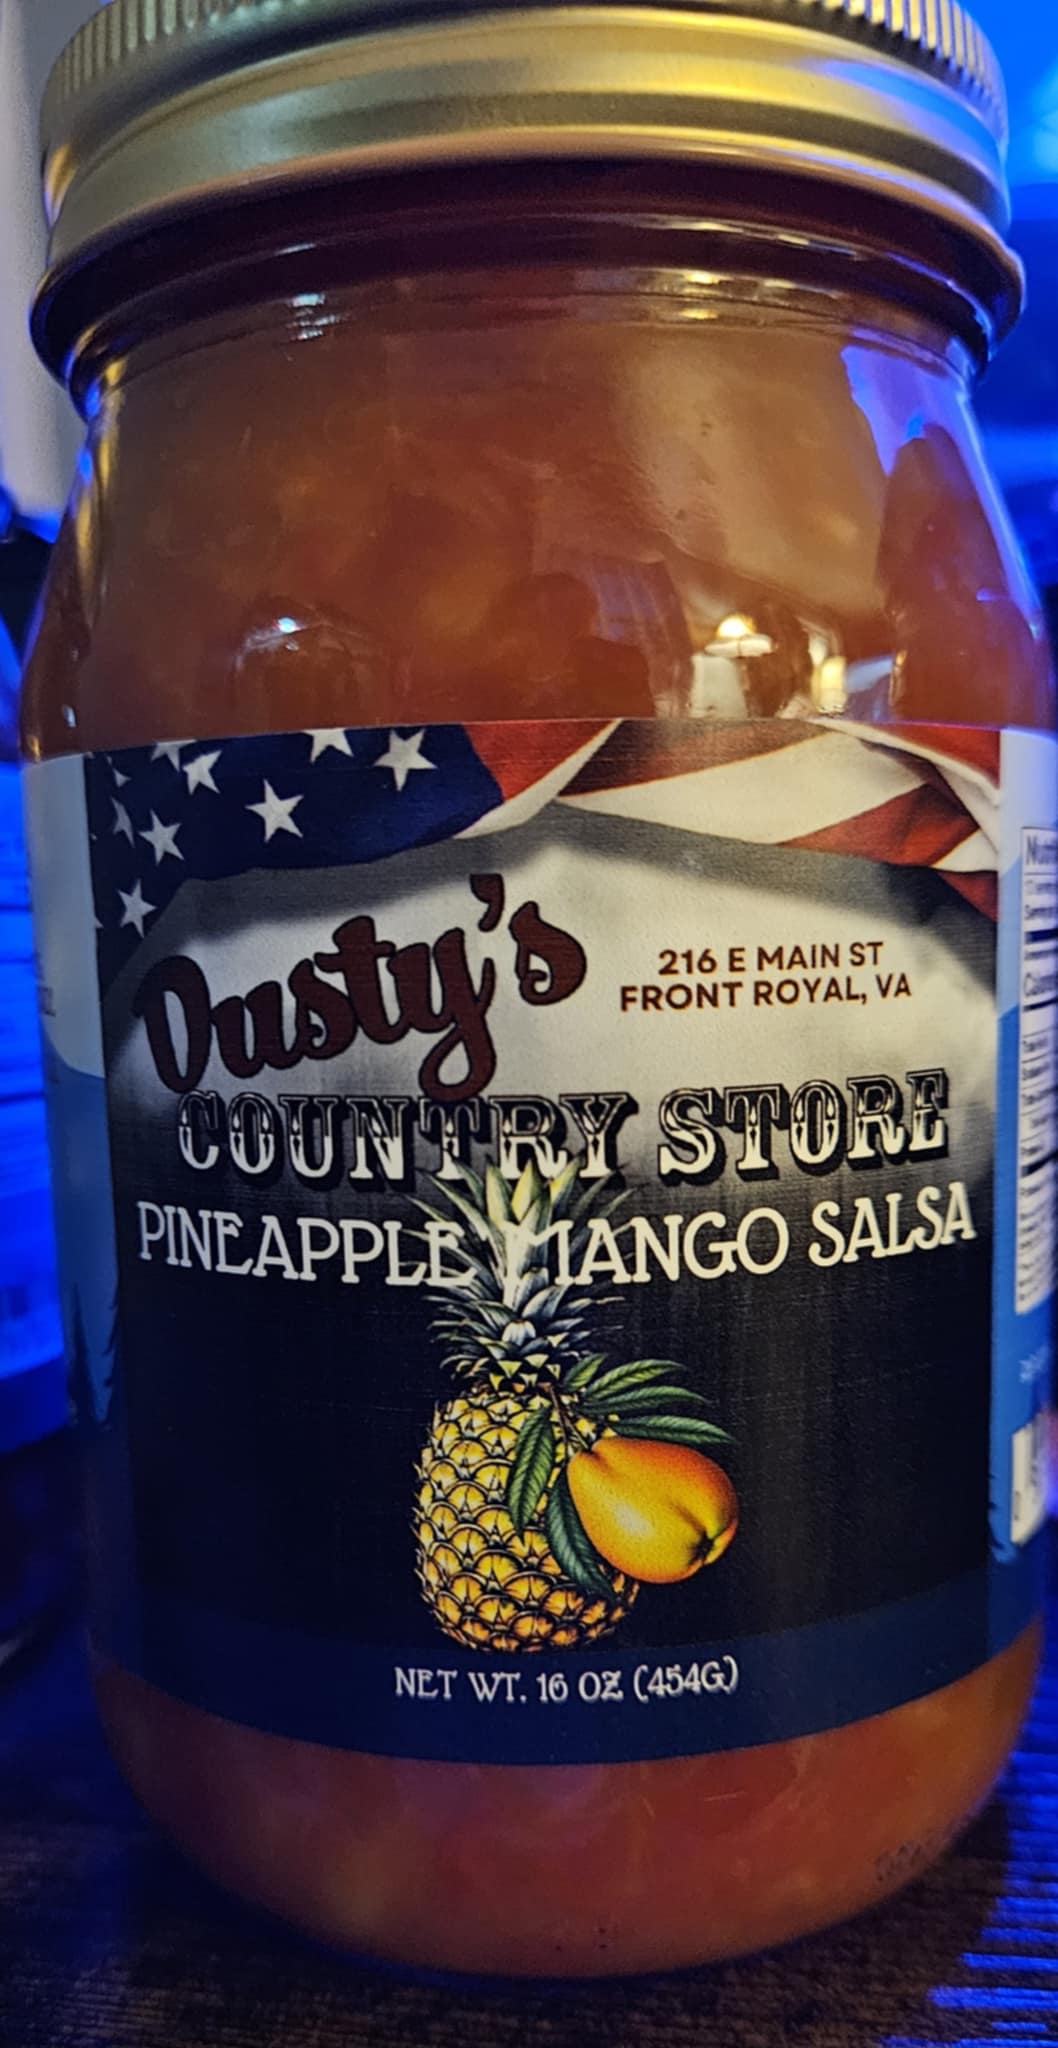 Dusty's
216 E MAIN ST
FRONT ROYAL, VA
COUNTRY STORE
PINEAPPLE MANGO SALSA
NET WT. 16 OZ (454G)